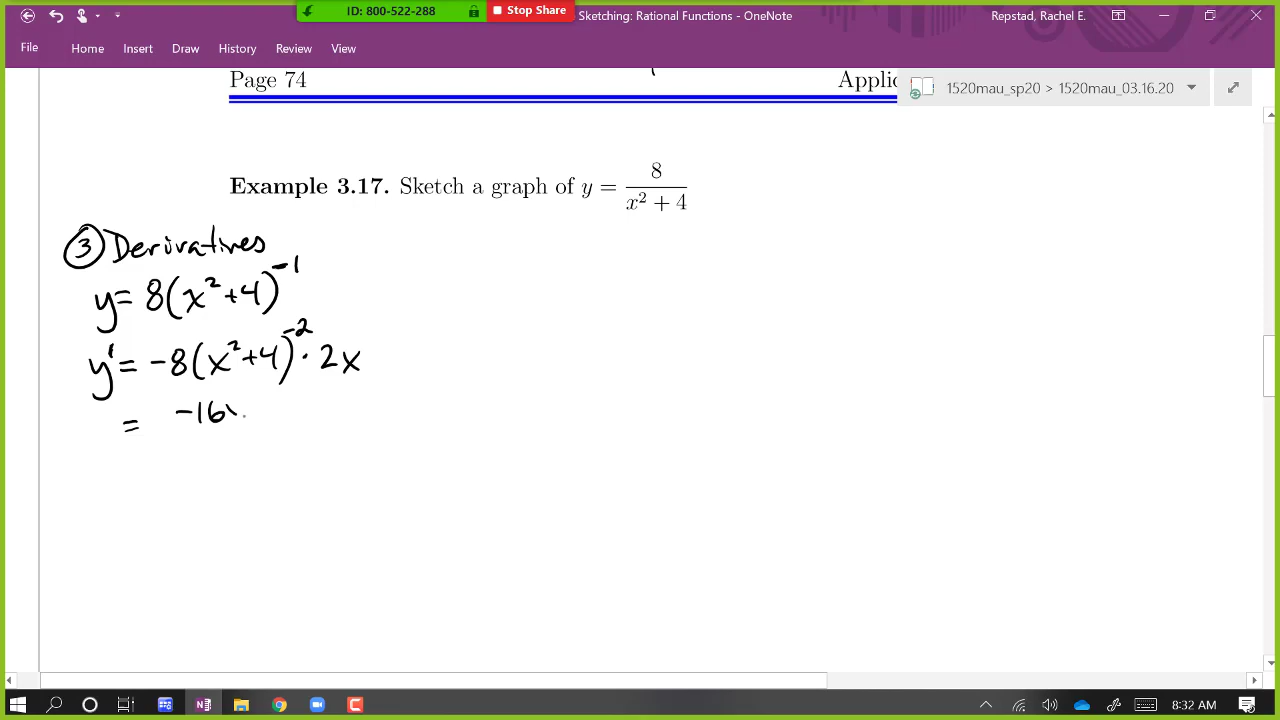 ID: 800-522-288 Stop Share Sketching: Rational Functions - OneNote Repstad, Rachel E.
File Home Insert Draw History Review View
Page 74 Applic
1520mau_sp20 > 1520mau_03.16.20
Example 3.17. Sketch a graph of y = 8/(x² + 4)
③ Derivatives
y = 8(x²+4)⁻¹
y' = -8(x²+4)⁻² · 2x
= -16
8:32 AM